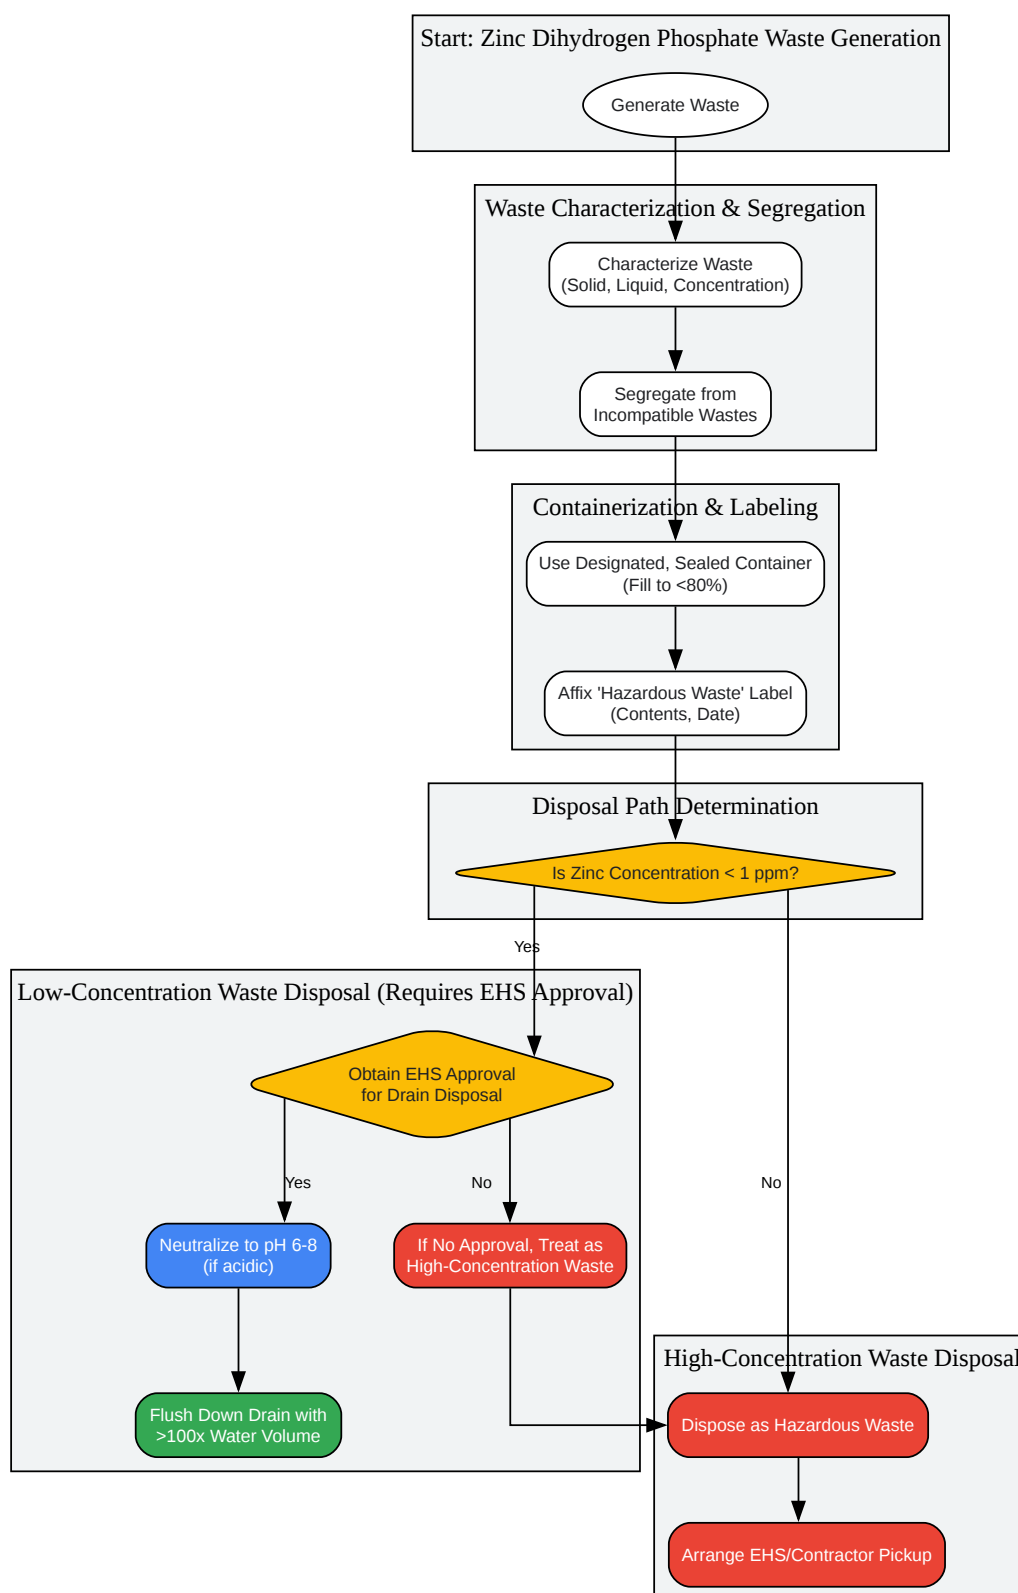 Start: Zinc Dihydrogen Phosphate Waste Generation
Generate Waste
Waste Characterization & Segregation
Characterize Waste
(Solid, Liquid, Concentration)
Segregate from
Incompatible Wastes
Containerization & Labeling
Use Designated, Sealed Container
(Fill to <80%)
Affix 'Hazardous Waste' Label
(Contents, Date)
Disposal Path Determination
Is Zinc Concentration < 1 ppm?
Yes
Low-Concentration Waste Disposal (Requires EHS Approval)
Obtain EHS Approval
for Drain Disposal
Yes
No
No
Neutralize to pH 6-8
(if acidic)
If No Approval, Treat as
High-Concentration Waste
High-Concentration Waste Disposal
Flush Down Drain with
>100x Water Volume
Dispose as Hazardous Waste
Arrange EHS/Contractor Pickup